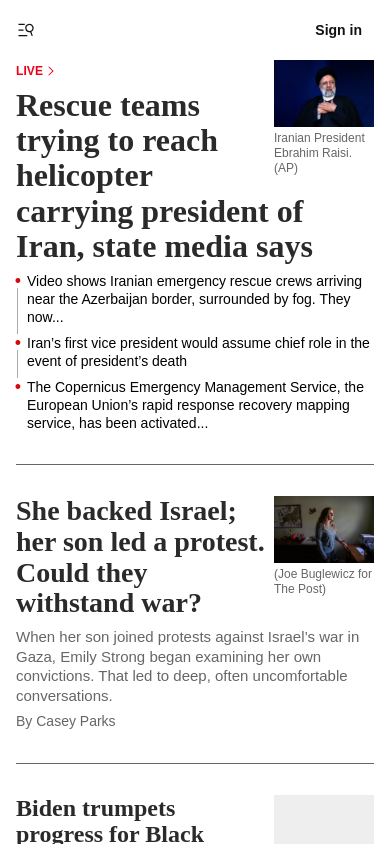 Sign in
LIVE
Rescue teams
trying to reach
helicopter
carrying president of
Iran, state media says
Iranian President
Ebrahim Raisi.
(AP)
Video shows Iranian emergency rescue crews arriving
near the Azerbaijan border, surrounded by fog. They
now...
Iran’s first vice president would assume chief role in the
event of president’s death
The Copernicus Emergency Management Service, the
European Union’s rapid response recovery mapping
service, has been activated...
She backed Israel;
her son led a protest.
Could they
withstand war?
(Joe Buglewicz for
The Post)
When her son joined protests against Israel’s war in
Gaza, Emily Strong began examining her own
convictions. That led to deep, often uncomfortable
conversations.
By Casey Parks
Biden trumpets
progress for Black